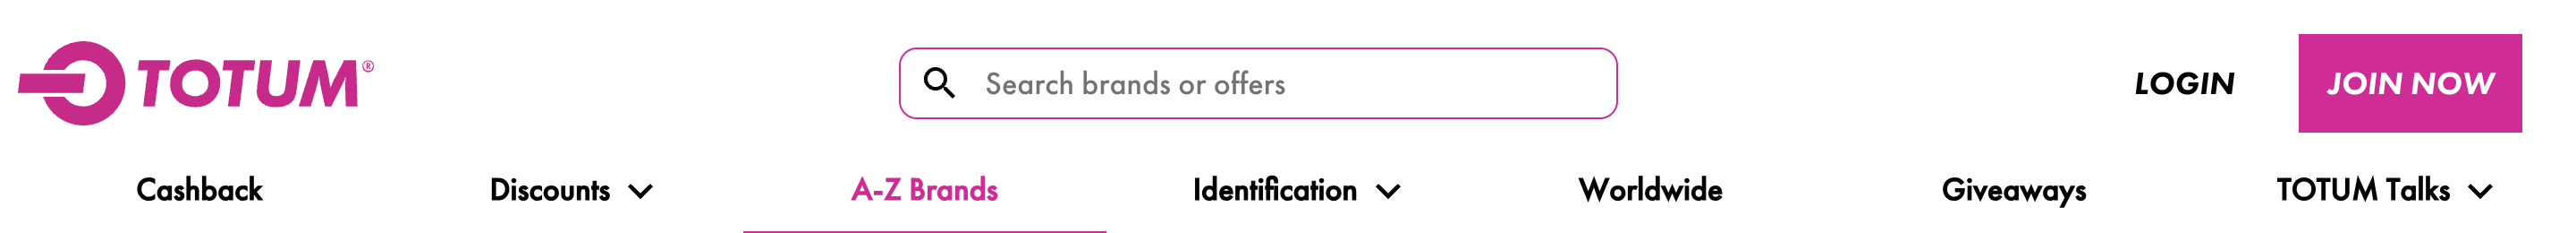 TOTUM®
Search brands or offers
LOGIN
JOIN NOW
Cashback Discounts A-Z Brands Identification Worldwide Giveaways TOTUM Talks